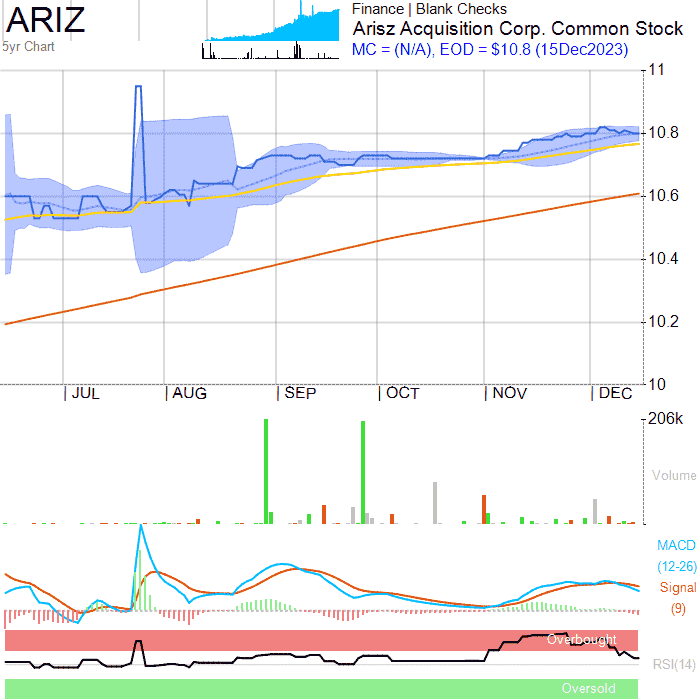 ARIZ
5yr Chart
Finance | Blank Checks
Arisz Acquisition Corp. Common Stock
MC = (N/A), EOD = $10.8 (15Dec2023)
11
10.8
10.6
10.4
10.2
10
JUL AUG SEP OCT NOV DEC
206k
Volume
MACD
(12-26)
Signal
(9)
Overbought
RSI(14)
Oversold